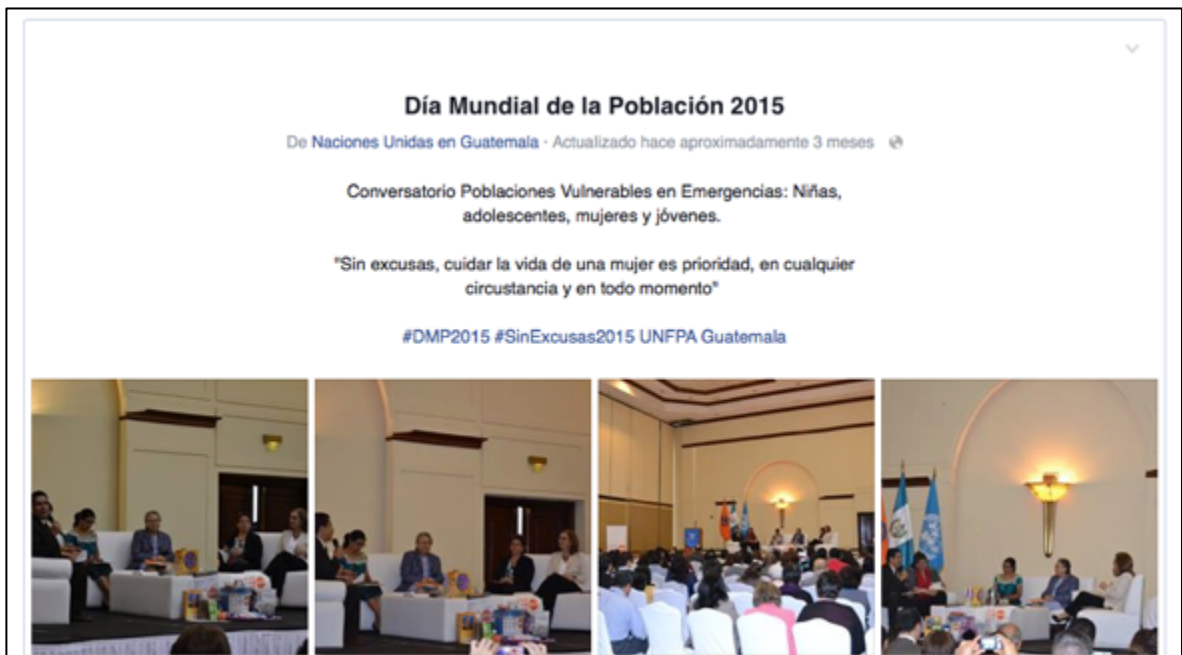 Día Mundial de la Población 2015
De Naciones Unidas en Guatemala · Actualizado hace aproximadamente 3 meses
Conversatorio Poblaciones Vulnerables en Emergencias: Niñas,
adolescentes, mujeres y jóvenes.
"Sin excusas, cuidar la vida de una mujer es prioridad, en cualquier
circustancia y en todo momento"
#DMP2015 #SinExcusas2015 UNFPA Guatemala